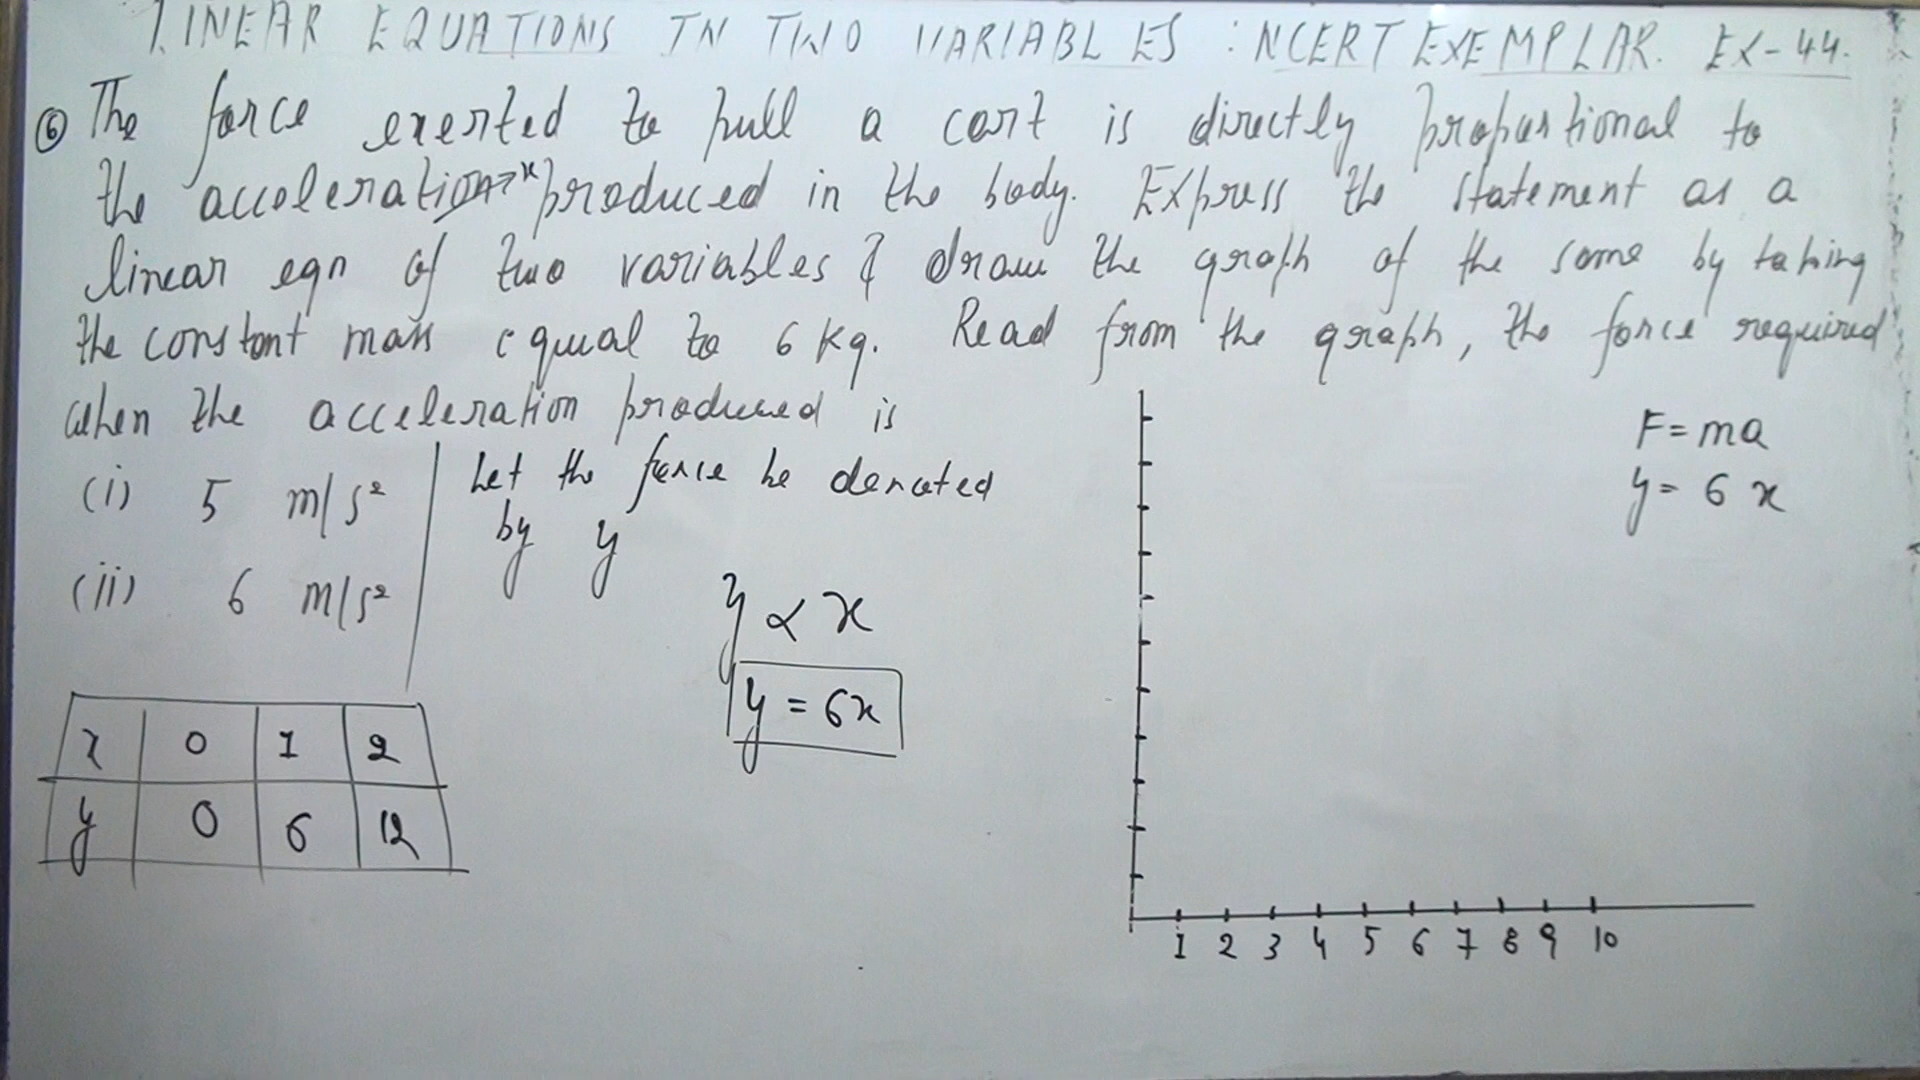 LINEAR EQUATIONS IN TWO VARIABLES : NCERT EXEMPLAR. EX-4.4.
⑥ The force exerted to pull a cart is directly proportional to
the acceleration→x produced in the body. Express the statement as a
linear eqn of two variables & draw the graph of the same by taking
the constant mass equal to 6 kg. Read from the graph, the force required
when the acceleration produced is
(i) 5 m/s²
(ii) 6 m/s²
Let the force be denoted
by y
y ∝ x
y = 6x
x 0 1 2
y 0 6 12
F = ma
y = 6 x
1 2 3 4 5 6 7 8 9 10